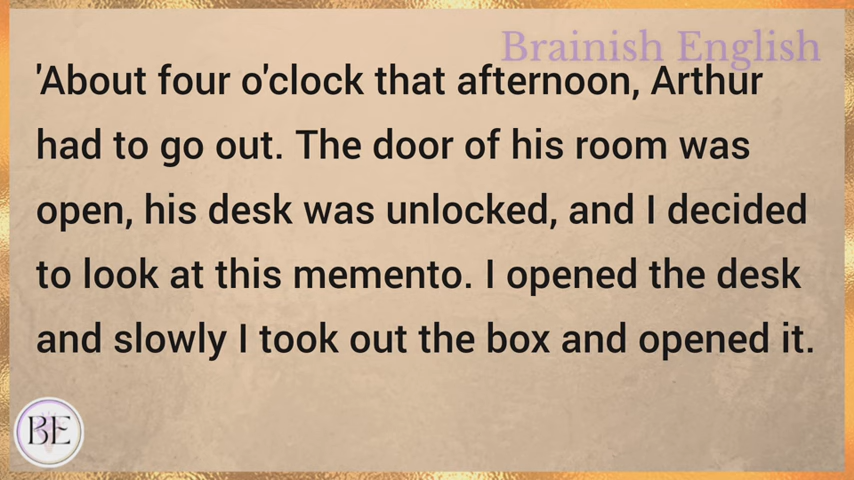 Brainish English
'About four o'clock that afternoon, Arthur
had to go out. The door of his room was
open, his desk was unlocked, and I decided
to look at this memento. I opened the desk
and slowly I took out the box and opened it.
BE